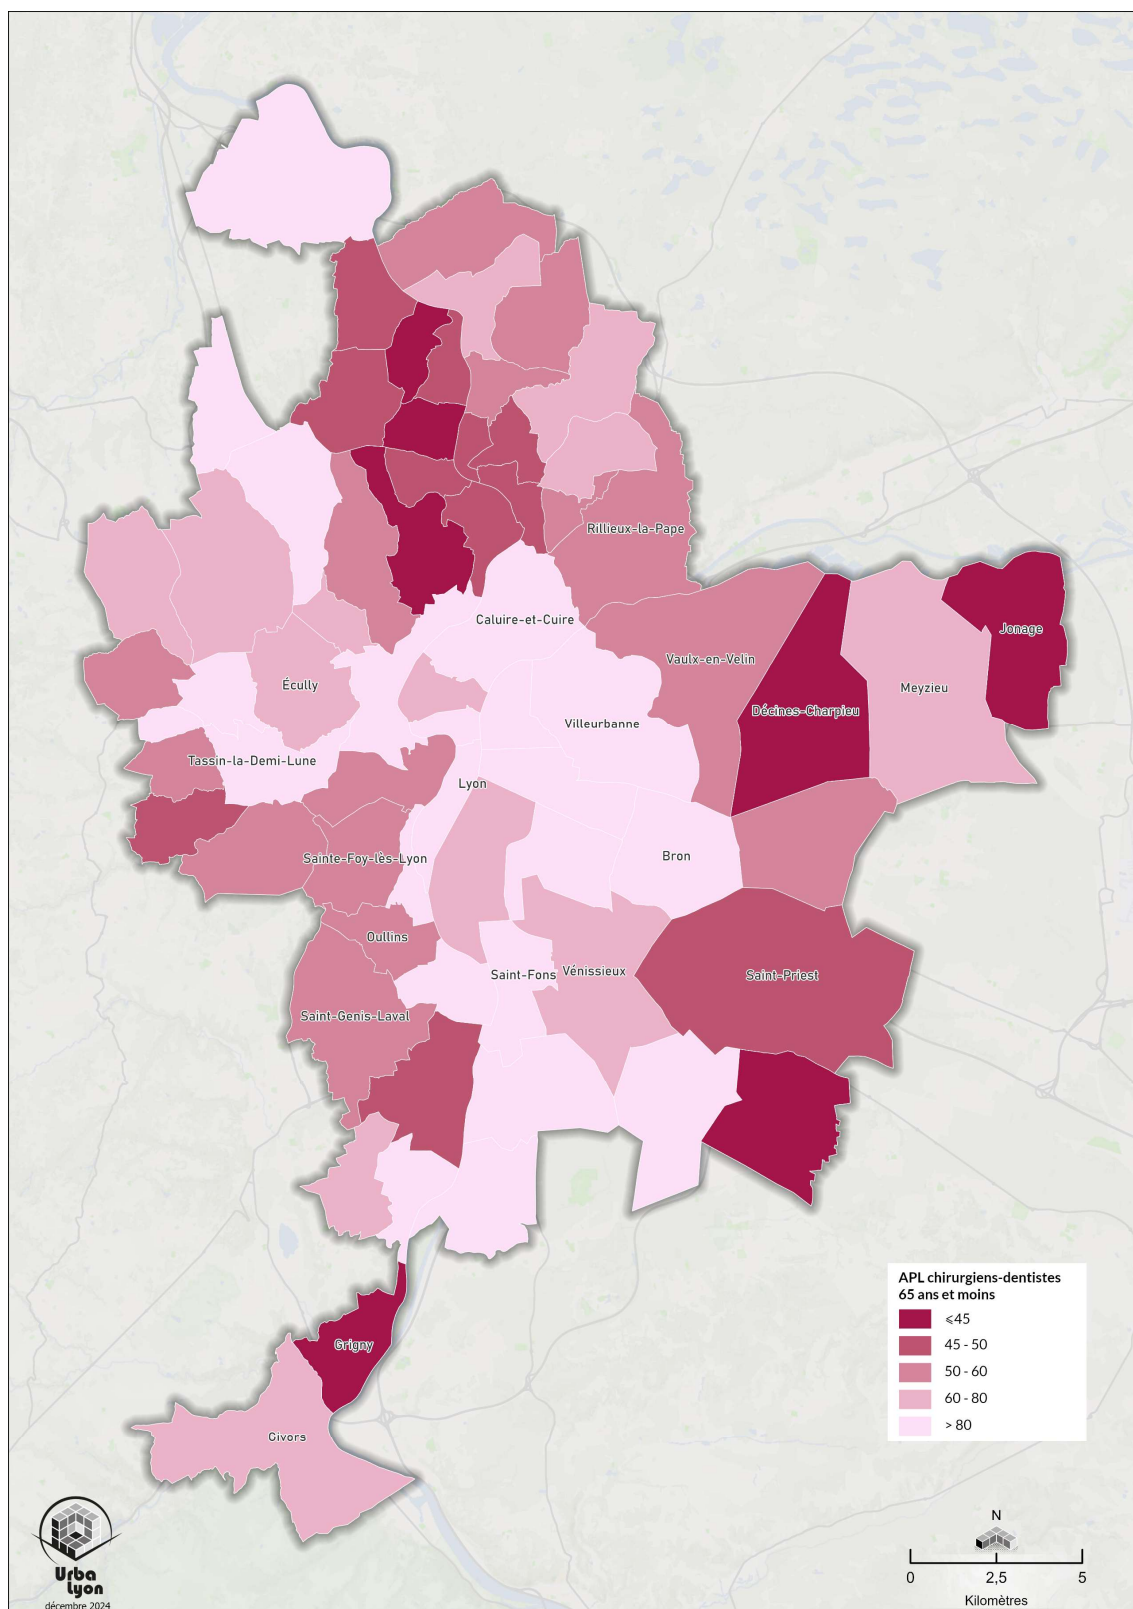 Rillieux-la-Pape
Caluire-et-Cuire
Jonage
Vaulx-en-Velin
Écully
Meyzieu
Décines-Charpieu
Villeurbanne
Tassin-la-Demi-Lune
Lyon
Sainte-Foy-lès-Lyon
Bron
Oullins
Saint-Fons
Vénissieux
Saint-Priest
Saint-Genis-Laval
APL chirurgiens-dentistes
65 ans et moins
⩽45
45 - 50
50 - 60
60 - 80
> 80
Grigny
Givors
N
0 2,5 5
Kilomètres
Urba
Lyon
décembre 2024